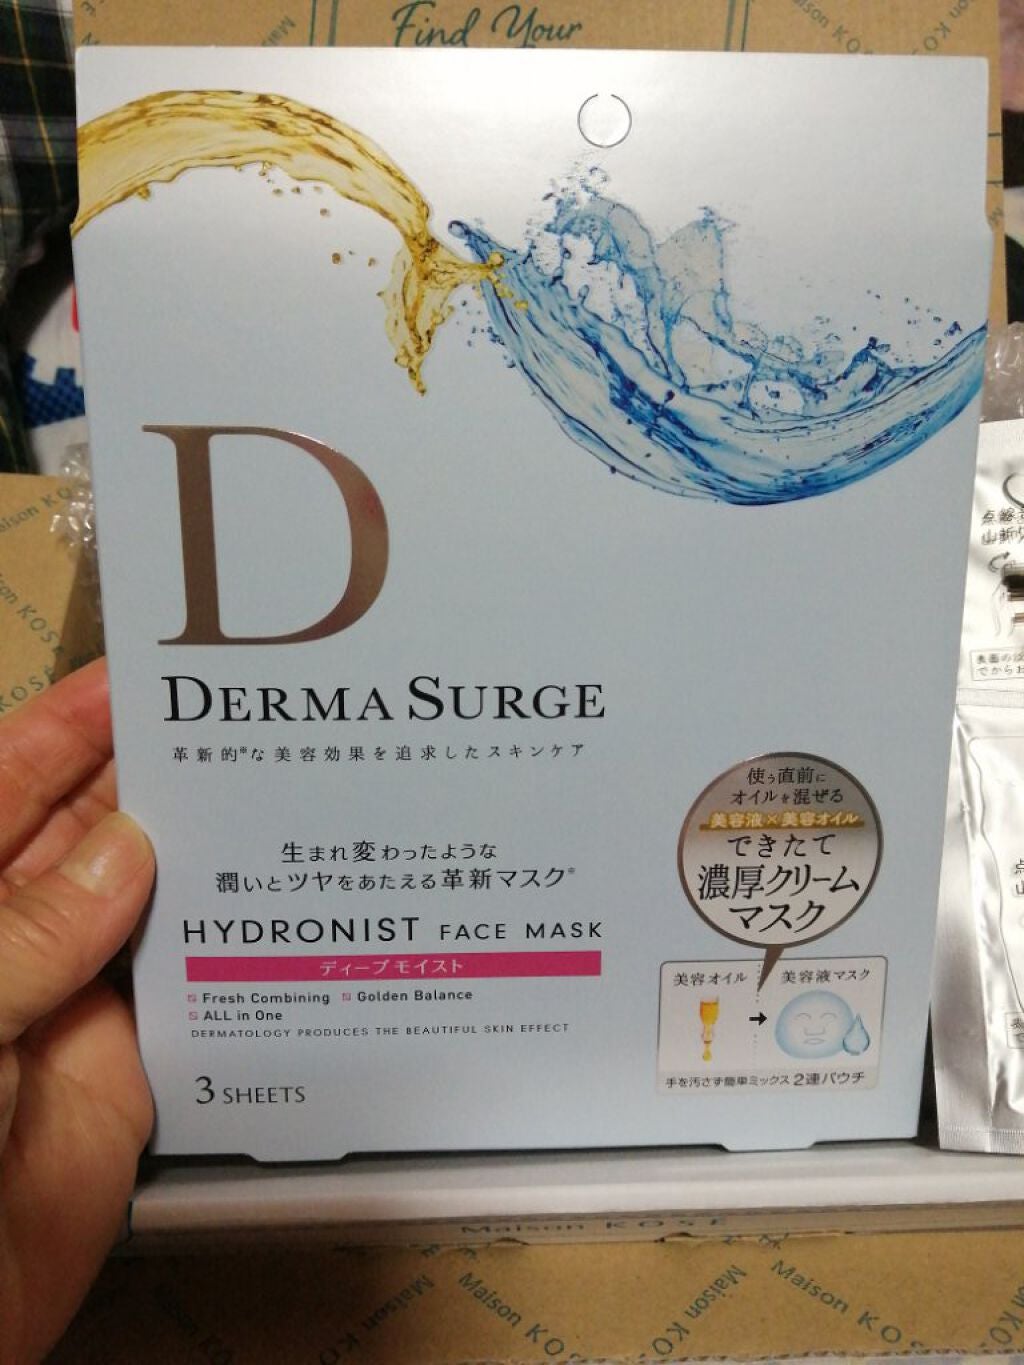 Find Your
D
DERMA SURGE
革新的※な美容効果を追求したスキンケア
生まれ変わったような
潤いとツヤをあたえる革新マスク※
HYDRONIST FACE MASK
ディープモイスト
Fresh Combining
Golden Balance
ALL in One
DERMATOLOGY PRODUCES THE BEAUTIFUL SKIN EFFECT
3 SHEETS
使う直前に
オイルを混ぜる
美容液×美容オイル
できたて
濃厚クリーム
マスク
美容オイル
美容液マスク
手を汚さず簡単ミックス 2連パウチ
Maison KOSÉ
Maison KOSÉ
Maison KO